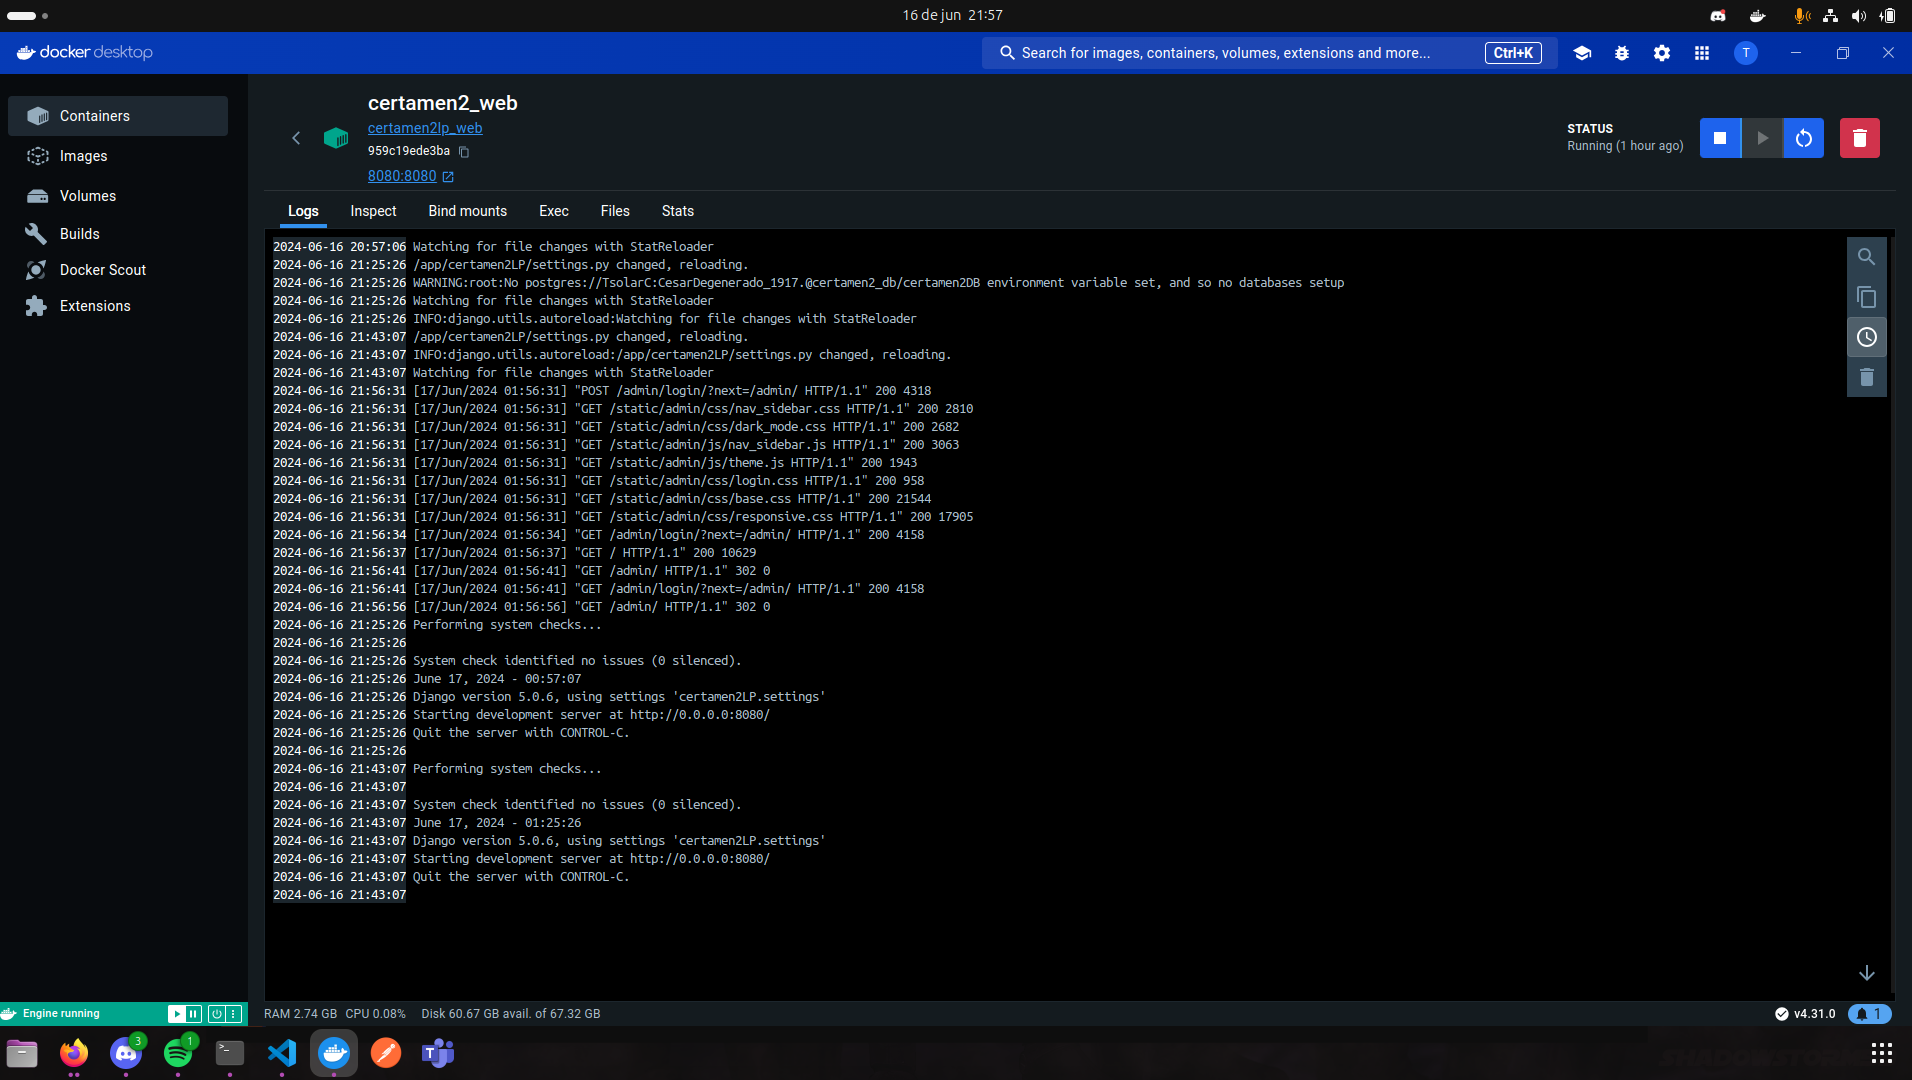 16 de jun 21:57
docker desktop
Search for images, containers, volumes, extensions and more...
Ctrl+K
T
Containers
Images
Volumes
Builds
Docker Scout
Extensions
certamen2_web
certamen2lp_web
959c19ede3ba
8080:8080
STATUS
Running (1 hour ago)
Logs Inspect Bind mounts Exec Files Stats
2024-06-16 20:57:06 Watching for file changes with StatReloader
2024-06-16 21:25:26 /app/certamen2LP/settings.py changed, reloading.
2024-06-16 21:25:26 WARNING:root:No postgres://TsolarC:CesarDegenerado_1917.@certamen2_db/certamen2DB environment variable set, and so no databases setup
2024-06-16 21:25:26 Watching for file changes with StatReloader
2024-06-16 21:25:26 INFO:django.utils.autoreload:Watching for file changes with StatReloader
2024-06-16 21:43:07 /app/certamen2LP/settings.py changed, reloading.
2024-06-16 21:43:07 INFO:django.utils.autoreload:/app/certamen2LP/settings.py changed, reloading.
2024-06-16 21:43:07 Watching for file changes with StatReloader
2024-06-16 21:56:31 [17/Jun/2024 01:56:31] "POST /admin/login/?next=/admin/ HTTP/1.1" 200 4318
2024-06-16 21:56:31 [17/Jun/2024 01:56:31] "GET /static/admin/css/nav_sidebar.css HTTP/1.1" 200 2810
2024-06-16 21:56:31 [17/Jun/2024 01:56:31] "GET /static/admin/css/dark_mode.css HTTP/1.1" 200 2682
2024-06-16 21:56:31 [17/Jun/2024 01:56:31] "GET /static/admin/js/nav_sidebar.js HTTP/1.1" 200 3063
2024-06-16 21:56:31 [17/Jun/2024 01:56:31] "GET /static/admin/js/theme.js HTTP/1.1" 200 1943
2024-06-16 21:56:31 [17/Jun/2024 01:56:31] "GET /static/admin/css/login.css HTTP/1.1" 200 958
2024-06-16 21:56:31 [17/Jun/2024 01:56:31] "GET /static/admin/css/base.css HTTP/1.1" 200 21544
2024-06-16 21:56:31 [17/Jun/2024 01:56:31] "GET /static/admin/css/responsive.css HTTP/1.1" 200 17905
2024-06-16 21:56:34 [17/Jun/2024 01:56:34] "GET /admin/login/?next=/admin/ HTTP/1.1" 200 4158
2024-06-16 21:56:37 [17/Jun/2024 01:56:37] "GET / HTTP/1.1" 200 10629
2024-06-16 21:56:41 [17/Jun/2024 01:56:41] "GET /admin/ HTTP/1.1" 302 0
2024-06-16 21:56:41 [17/Jun/2024 01:56:41] "GET /admin/login/?next=/admin/ HTTP/1.1" 200 4158
2024-06-16 21:56:56 [17/Jun/2024 01:56:56] "GET /admin/ HTTP/1.1" 302 0
2024-06-16 21:25:26 Performing system checks...
2024-06-16 21:25:26
2024-06-16 21:25:26 System check identified no issues (0 silenced).
2024-06-16 21:25:26 June 17, 2024 - 00:57:07
2024-06-16 21:25:26 Django version 5.0.6, using settings 'certamen2LP.settings'
2024-06-16 21:25:26 Starting development server at http://0.0.0.0:8080/
2024-06-16 21:25:26 Quit the server with CONTROL-C.
2024-06-16 21:25:26
2024-06-16 21:43:07 Performing system checks...
2024-06-16 21:43:07
2024-06-16 21:43:07 System check identified no issues (0 silenced).
2024-06-16 21:43:07 June 17, 2024 - 01:25:26
2024-06-16 21:43:07 Django version 5.0.6, using settings 'certamen2LP.settings'
2024-06-16 21:43:07 Starting development server at http://0.0.0.0:8080/
2024-06-16 21:43:07 Quit the server with CONTROL-C.
2024-06-16 21:43:07
Engine running
RAM 2.74 GB CPU 0.08% Disk 60.67 GB avail. of 67.32 GB
v4.31.0
1
3
1